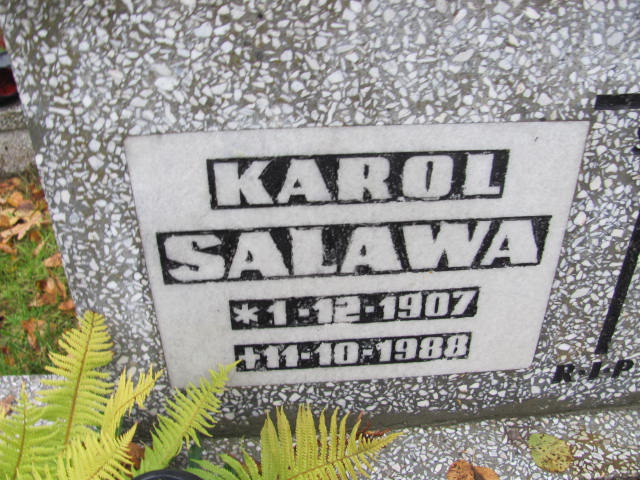 KAROL
SALAWA
*1-12-1907
+11-10-1988
R.I.P